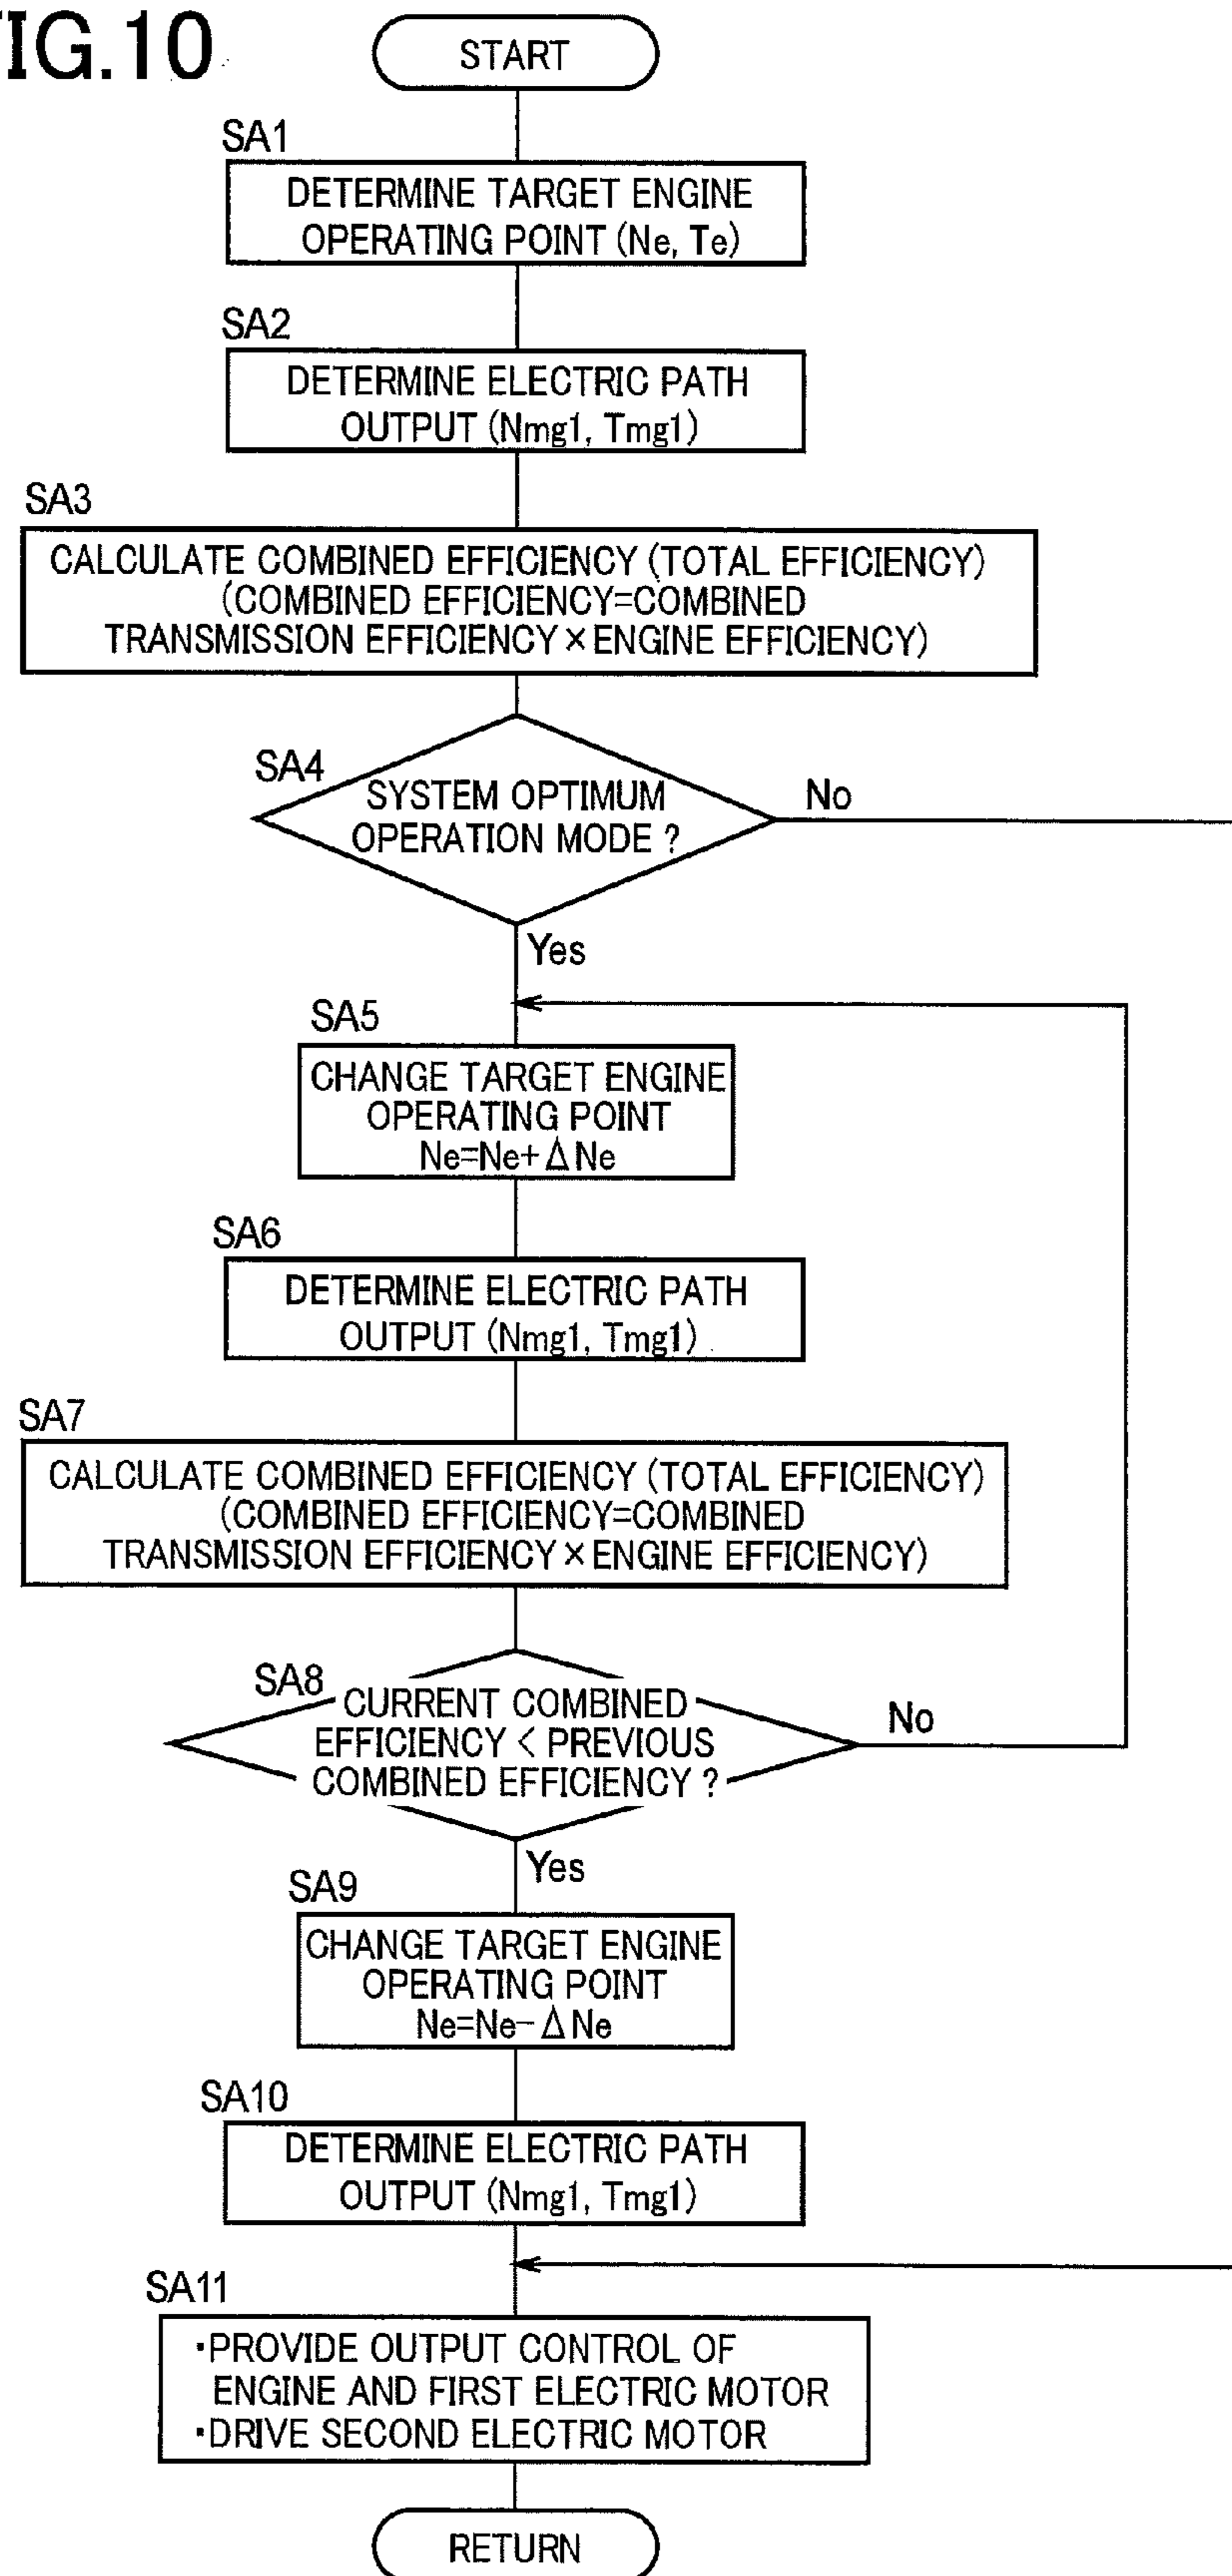 FIG.10
START
SA1
DETERMINE TARGET ENGINE
OPERATING POINT (Ne, Te)
SA2
DETERMINE ELECTRIC PATH
OUTPUT (Nmg1, Tmg1)
SA3
CALCULATE COMBINED EFFICIENCY (TOTAL EFFICIENCY)
(COMBINED EFFICIENCY=COMBINED
TRANSMISSION EFFICIENCY×ENGINE EFFICIENCY)
SA4
SYSTEM OPTIMUM
OPERATION MODE ?
No
Yes
SA5
CHANGE TARGET ENGINE
OPERATING POINT
Ne=Ne+ΔNe
SA6
DETERMINE ELECTRIC PATH
OUTPUT (Nmg1, Tmg1)
SA7
CALCULATE COMBINED EFFICIENCY (TOTAL EFFICIENCY)
(COMBINED EFFICIENCY=COMBINED
TRANSMISSION EFFICIENCY×ENGINE EFFICIENCY)
SA8
CURRENT COMBINED
EFFICIENCY < PREVIOUS
COMBINED EFFICIENCY ?
No
Yes
SA9
CHANGE TARGET ENGINE
OPERATING POINT
Ne=Ne-ΔNe
SA10
DETERMINE ELECTRIC PATH
OUTPUT (Nmg1, Tmg1)
SA11
・PROVIDE OUTPUT CONTROL OF
ENGINE AND FIRST ELECTRIC MOTOR
・DRIVE SECOND ELECTRIC MOTOR
RETURN